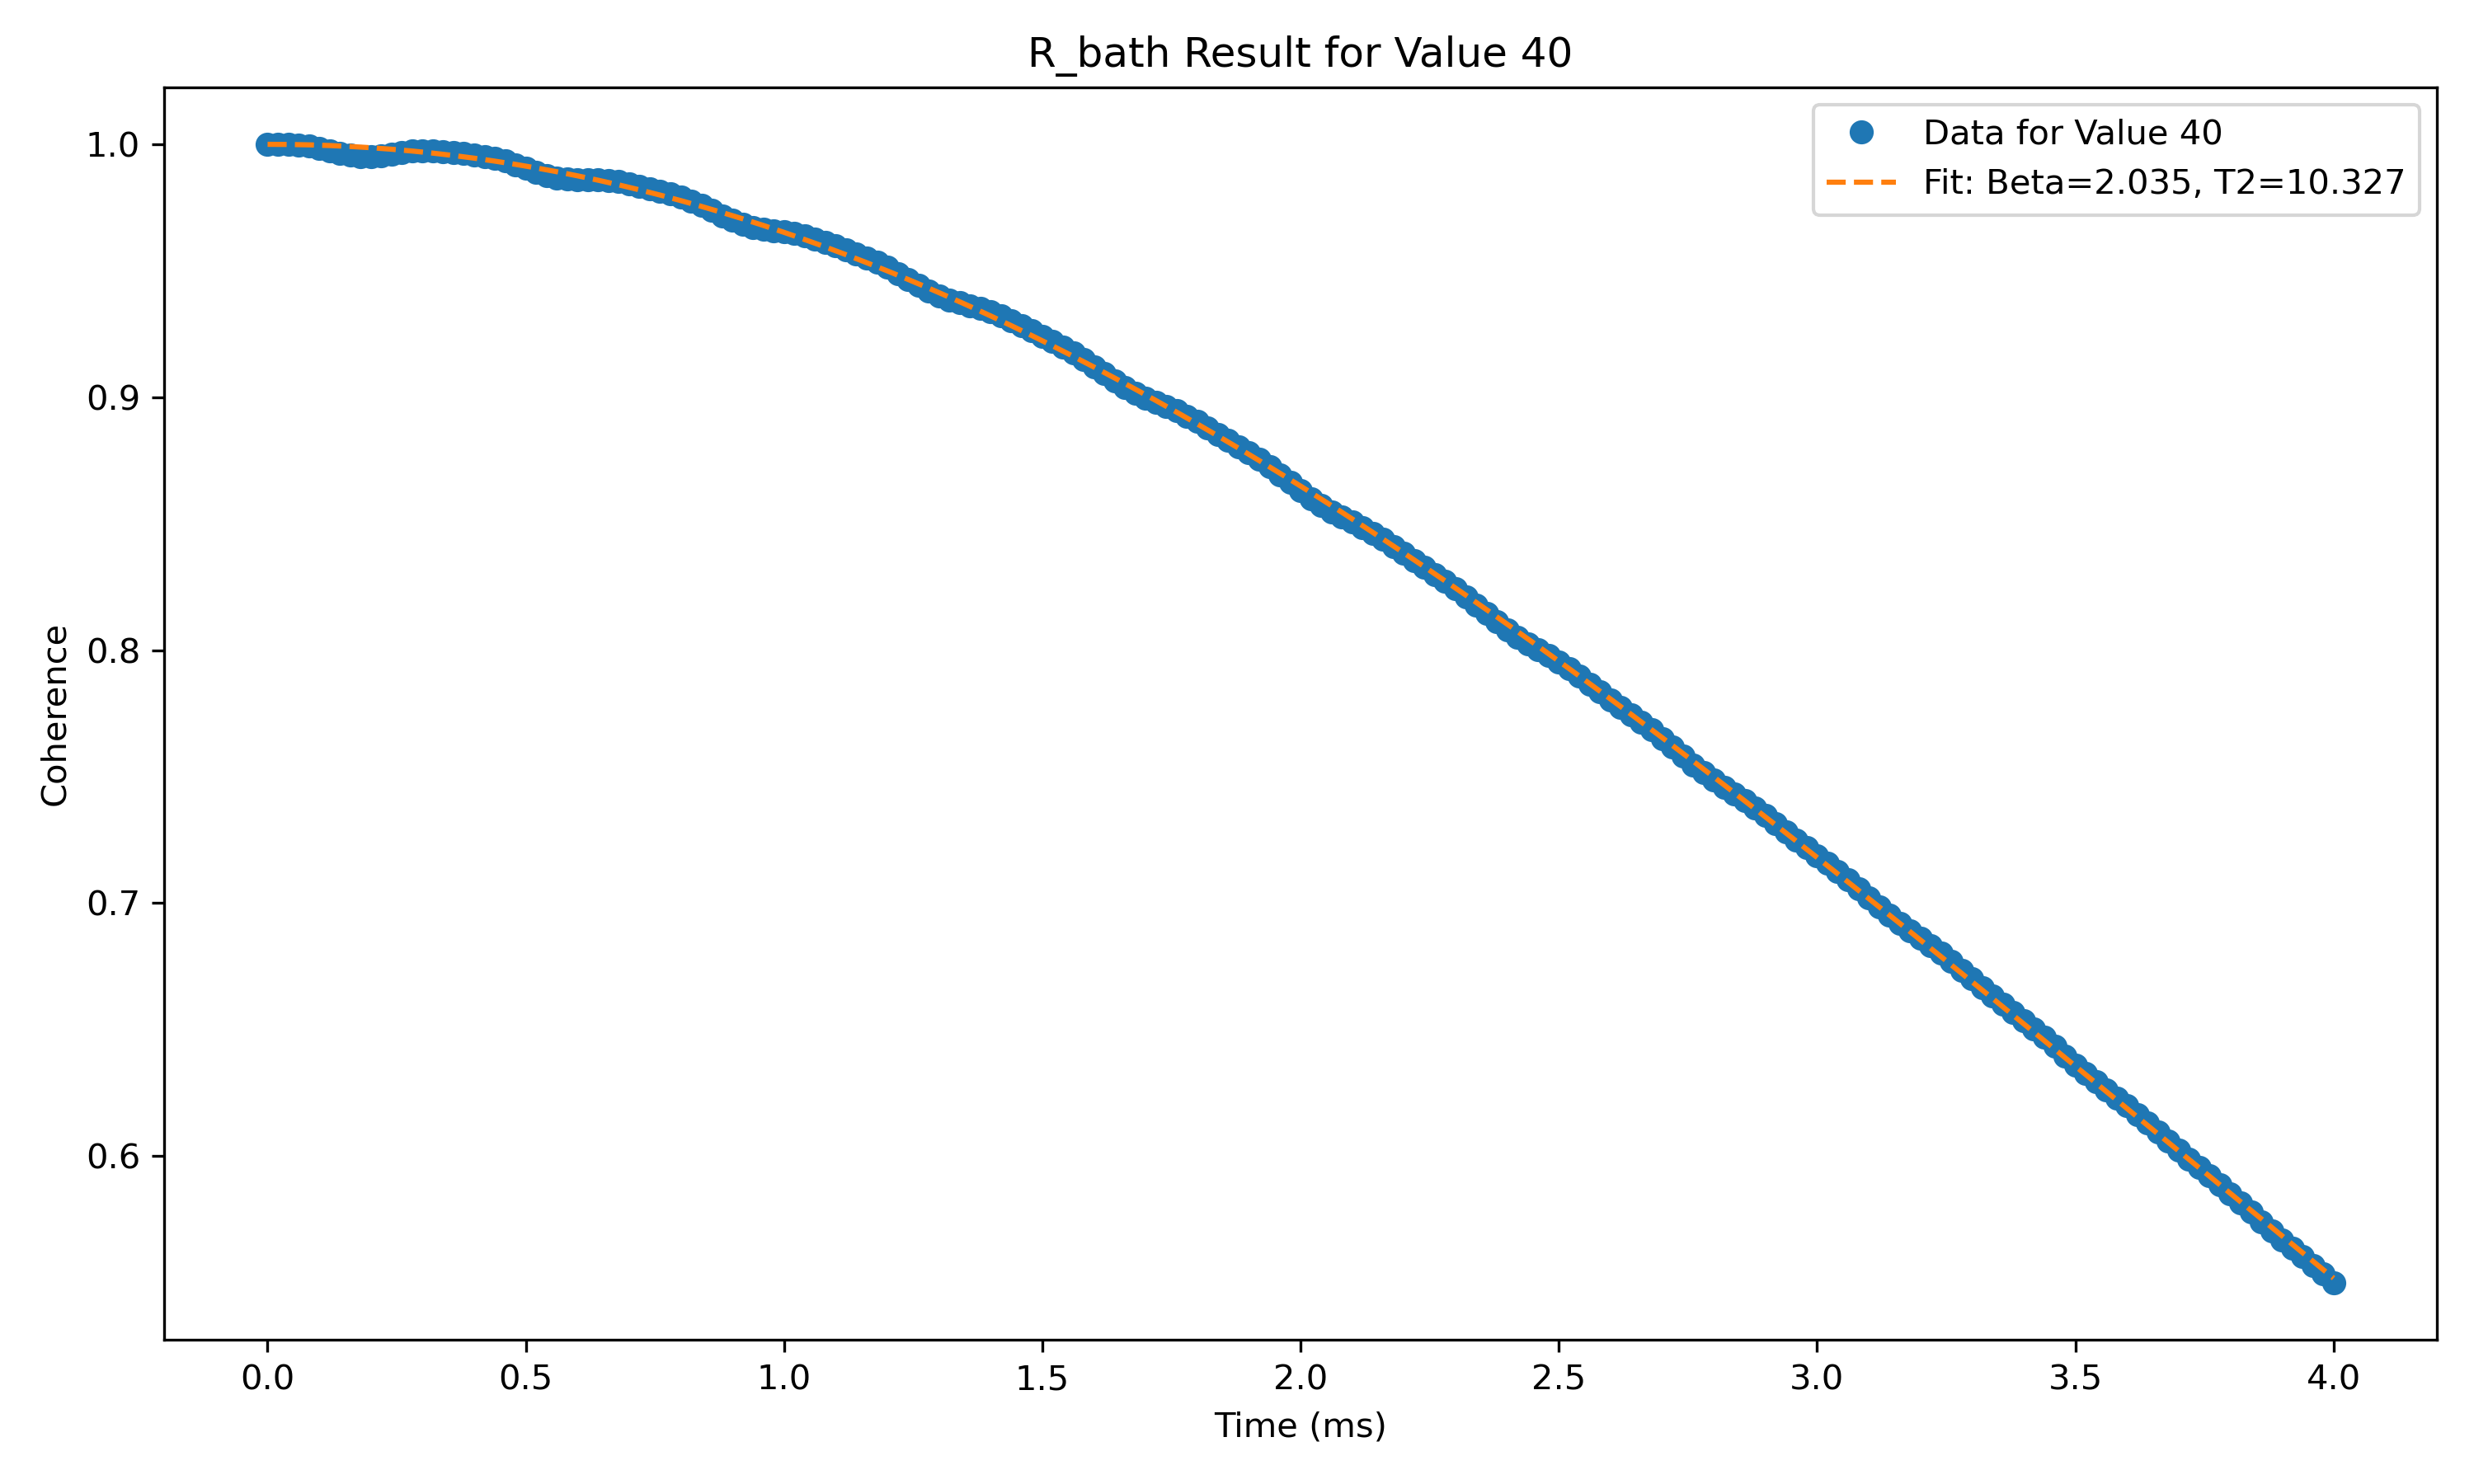 R_bath Result for Value 40
Data for Value 40
Fit: Beta=2.035, T2=10.327
Coherence
1.0
0.9
0.8
0.7
0.6
0.0 0.5 1.0 1.5 2.0 2.5 3.0 3.5 4.0
Time (ms)